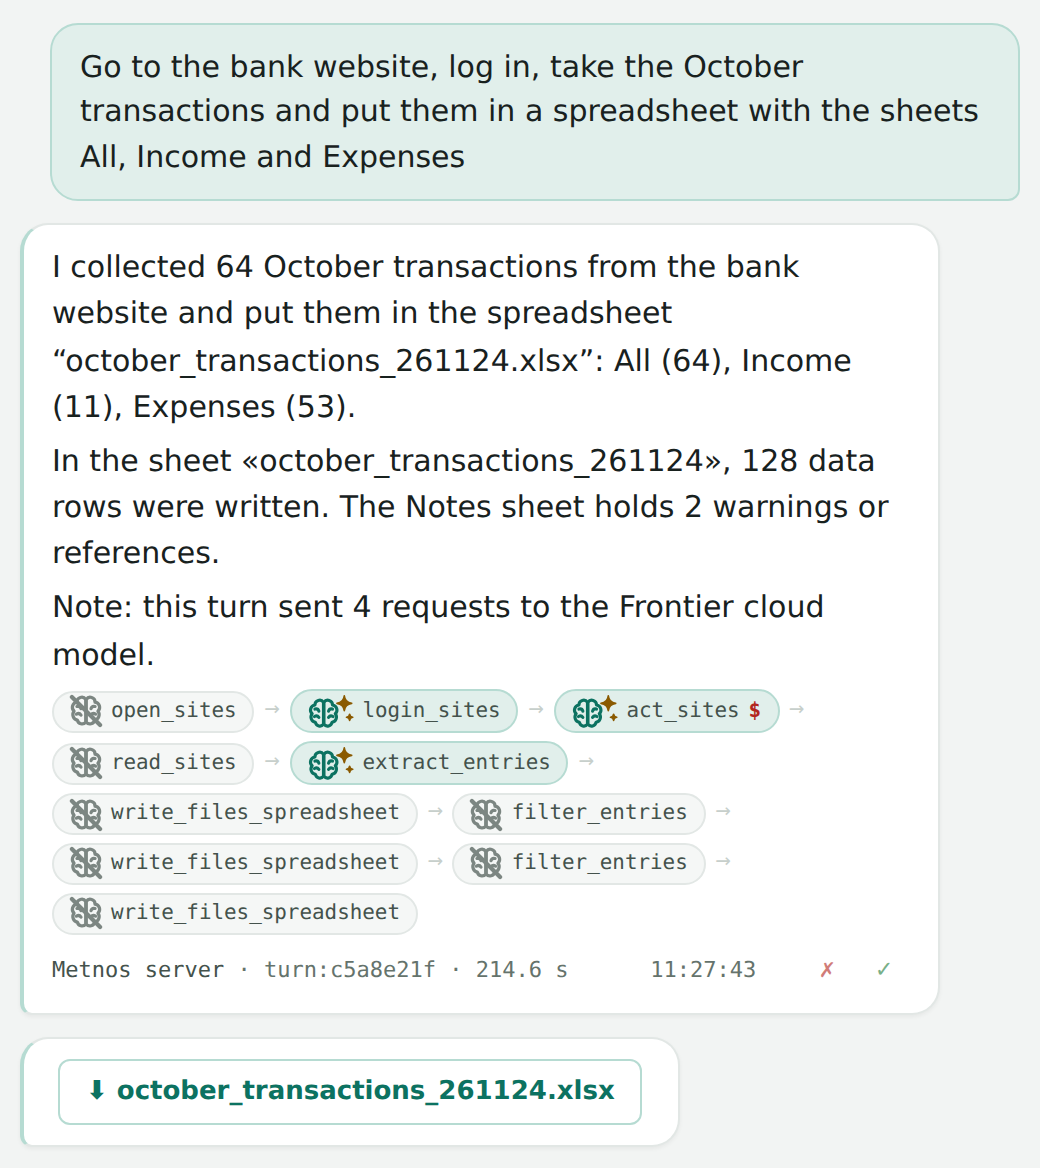 Go to the bank website, log in, take the October
transactions and put them in a spreadsheet with the sheets
All, Income and Expenses
I collected 64 October transactions from the bank
website and put them in the spreadsheet
“october_transactions_261124.xlsx”: All (64), Income
(11), Expenses (53).
In the sheet «october_transactions_261124», 128 data
rows were written. The Notes sheet holds 2 warnings or
references.
Note: this turn sent 4 requests to the Frontier cloud
model.
open_sites → login_sites → act_sites $ →
read_sites → extract_entries →
write_files_spreadsheet → filter_entries →
write_files_spreadsheet → filter_entries →
write_files_spreadsheet
Metnos server · turn:c5a8e21f · 214.6 s 11:27:43 ✗ ✓
⬇ october_transactions_261124.xlsx